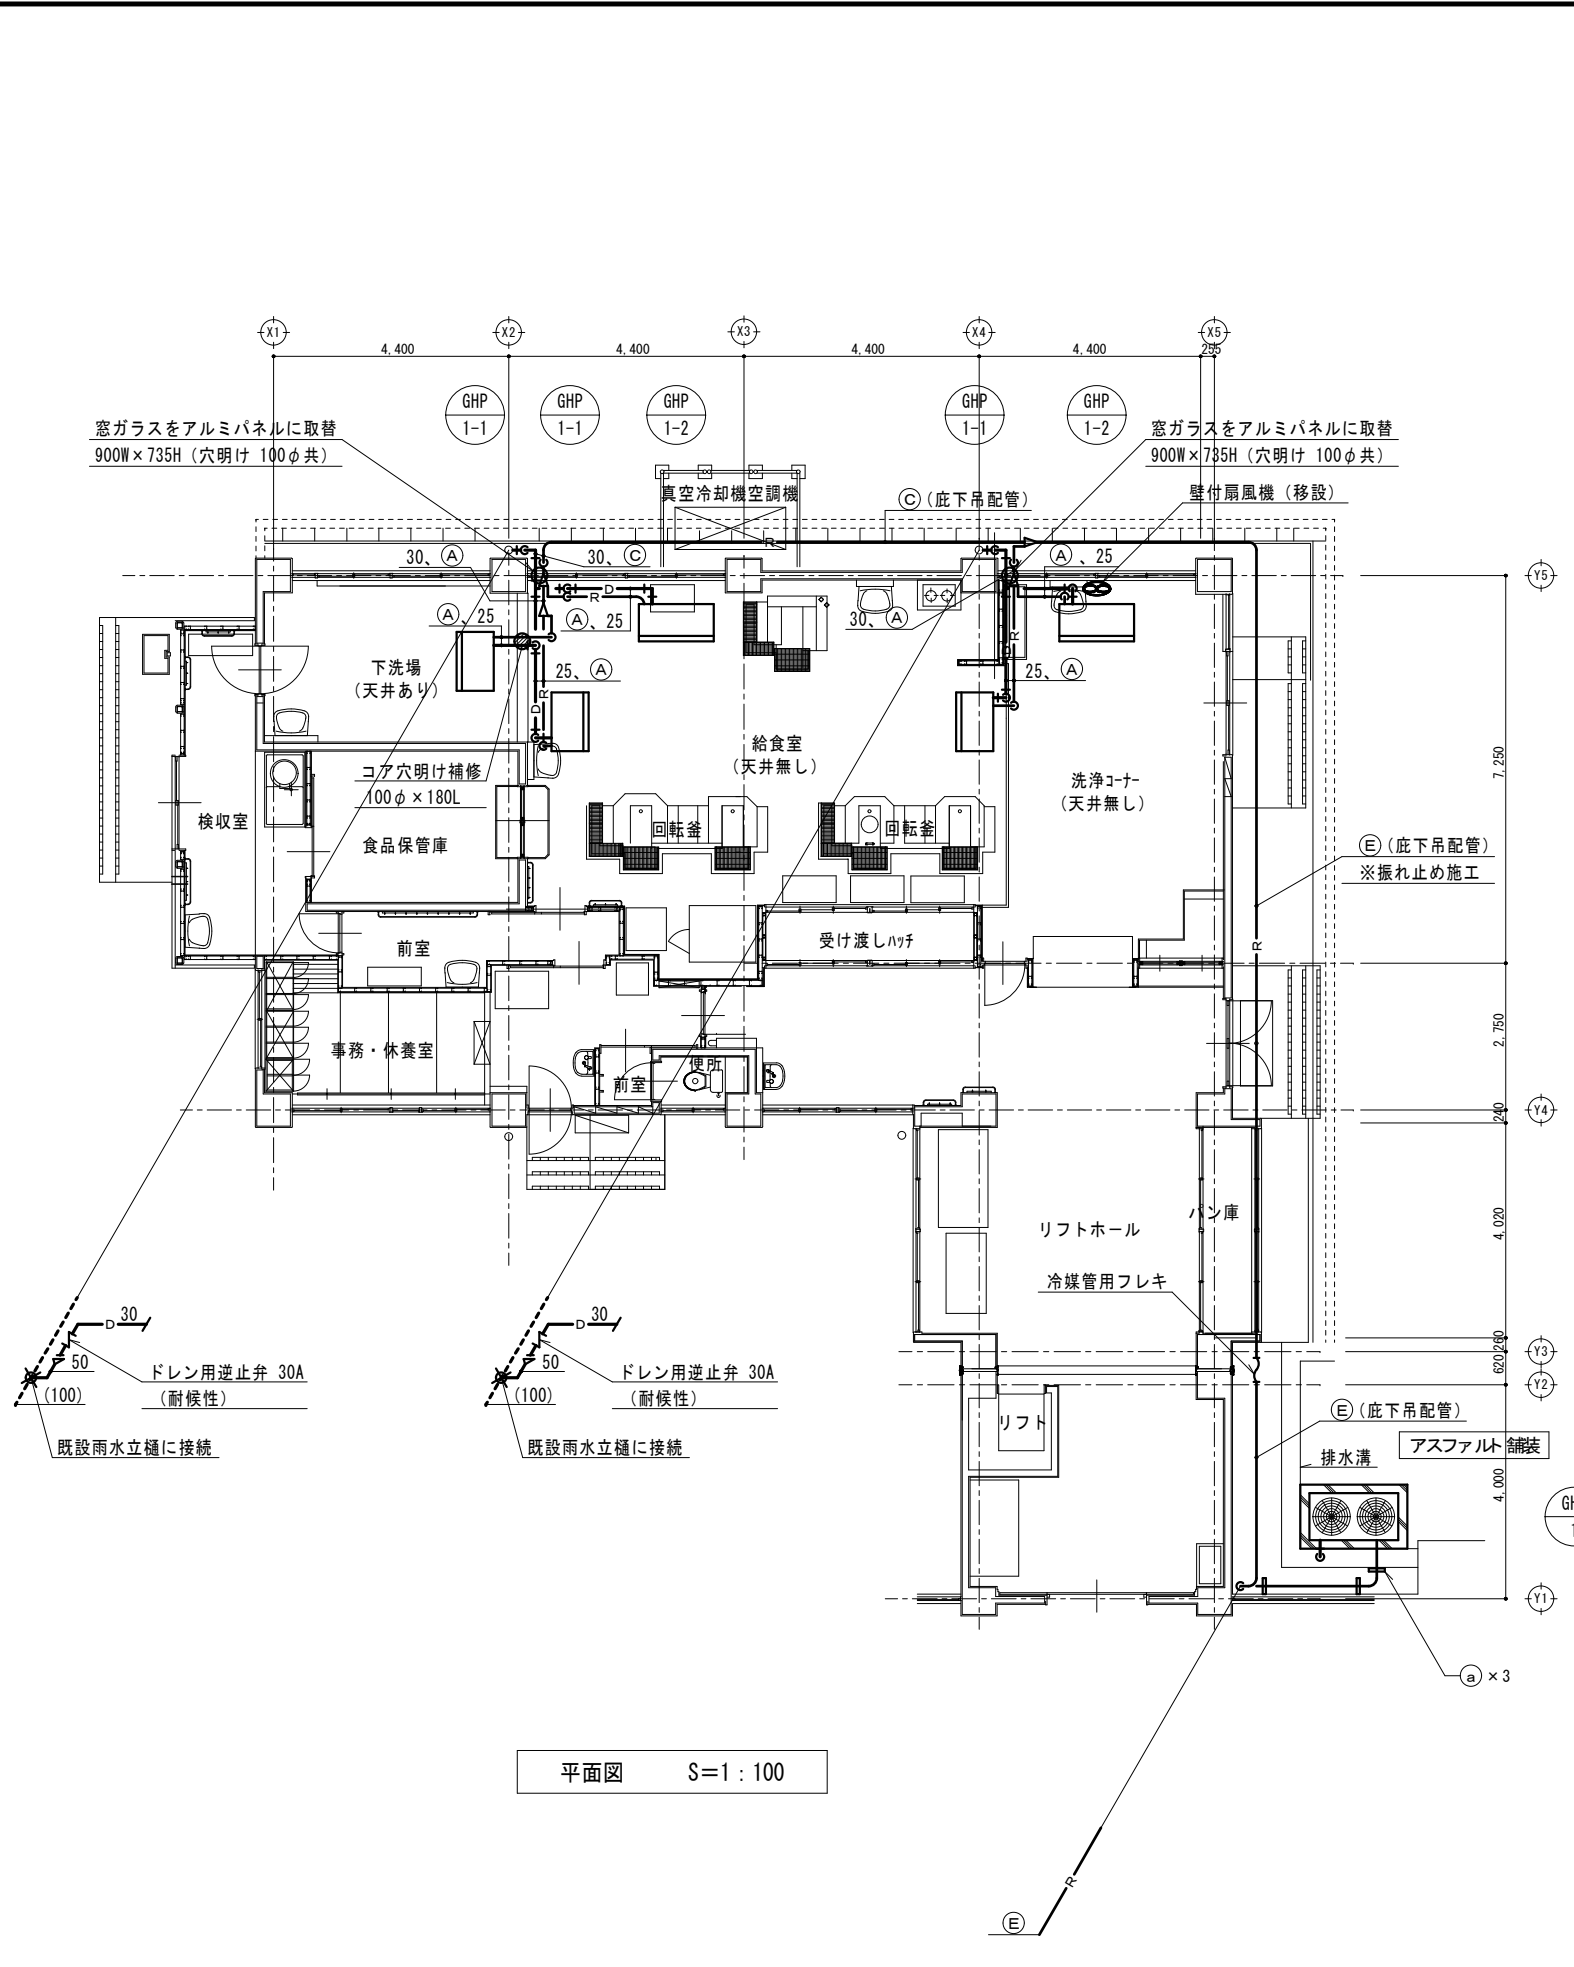 X1
X2
X3
X4
X5
4,400
4,400
4,400
4,400
255
GHP
1-1
GHP
1-1
GHP
1-2
GHP
1-1
GHP
1-2
窓ガラスをアルミパネルに取替
900W×735H（穴明け 100φ共）
窓ガラスをアルミパネルに取替
900W×735H（穴明け 100φ共）
真空冷却機空調機
Ⓒ（庇下吊配管）
壁付扇風機（移設）
R
30、Ⓐ
30、Ⓒ
Ⓐ、25
Y5
D
R
Ⓐ、25
Ⓐ、25
30、Ⓐ
R
D
下洗場
（天井あり）
25、Ⓐ
25、Ⓐ
R
D
給食室
（天井無し）
コア穴明け補修
100φ×180L
洗浄ｺｰﾅｰ
（天井無し）
7,250
検収室
食品保管庫
回転釜
回転釜
Ⓔ（庇下吊配管）
※振れ止め施工
前室
受け渡しﾊｯﾁ
R
事務・休養室
前室
便所
2,750
240
Y4
パン庫
リフトホール
4,020
冷媒管用フレキ
D
30
50
(100)
ドレン用逆止弁 30A
（耐候性）
既設雨水立樋に接続
D
30
50
(100)
ドレン用逆止弁 30A
（耐候性）
既設雨水立樋に接続
260
Y3
620
Y2
リフト
Ⓔ（庇下吊配管）
アスファルト舗装
排水溝
4,000
Y1
ⓐ×3
平面図 S＝1：100
R
Ⓔ